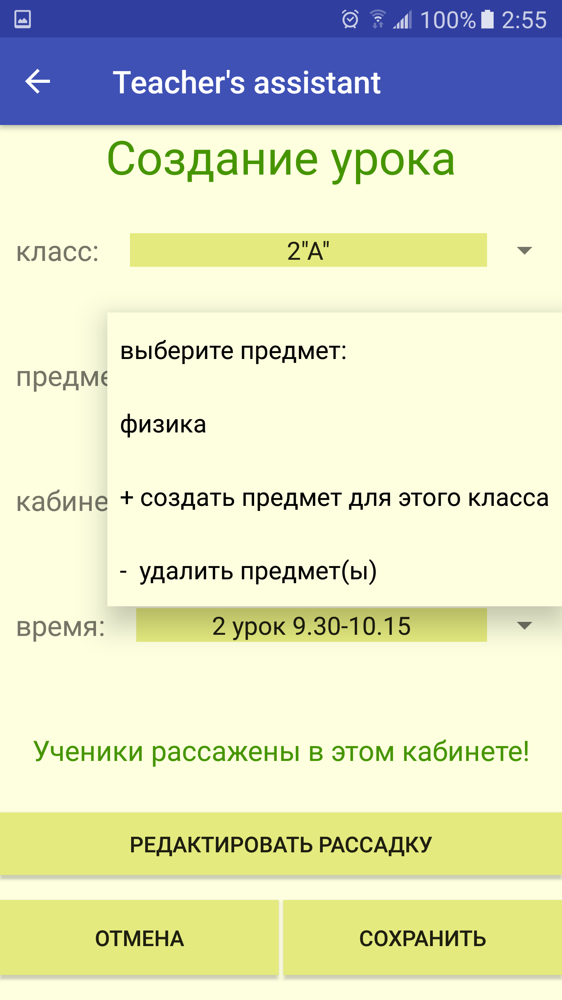 100% 2:55
Teacher's assistant
Создание урока
класс: 2"А"
выберите предмет:
предме
физика
+ создать предмет для этого класса
кабине
- удалить предмет(ы)
время: 2 урок 9.30-10.15
Ученики рассажены в этом кабинете!
РЕДАКТИРОВАТЬ РАССАДКУ
ОТМЕНА СОХРАНИТЬ